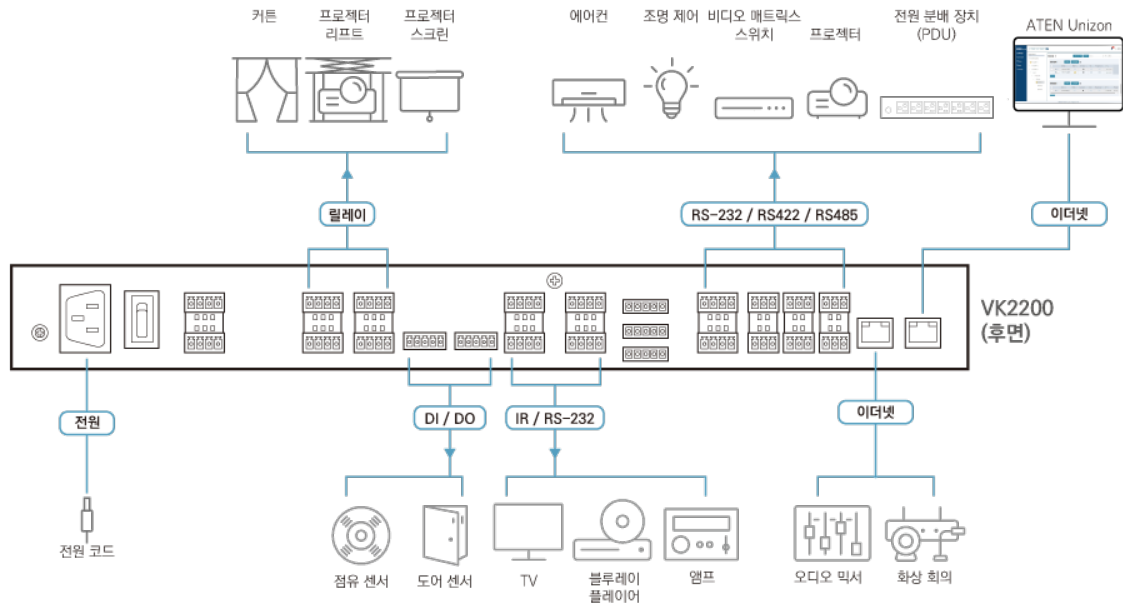 커튼
프로젝터
리프트
프로젝터
스크린
에어컨
조명 제어
비디오 매트릭스
스위치
프로젝터
전원 분배 장치
(PDU)
ATEN Unizon
릴레이
RS-232 / RS422 / RS485
이더넷
VK2200
(후면)
전원
DI / DO
IR / RS-232
이더넷
전원 코드
점유 센서
도어 센서
TV
블루레이
플레이어
앰프
오디오 믹서
화상 회의